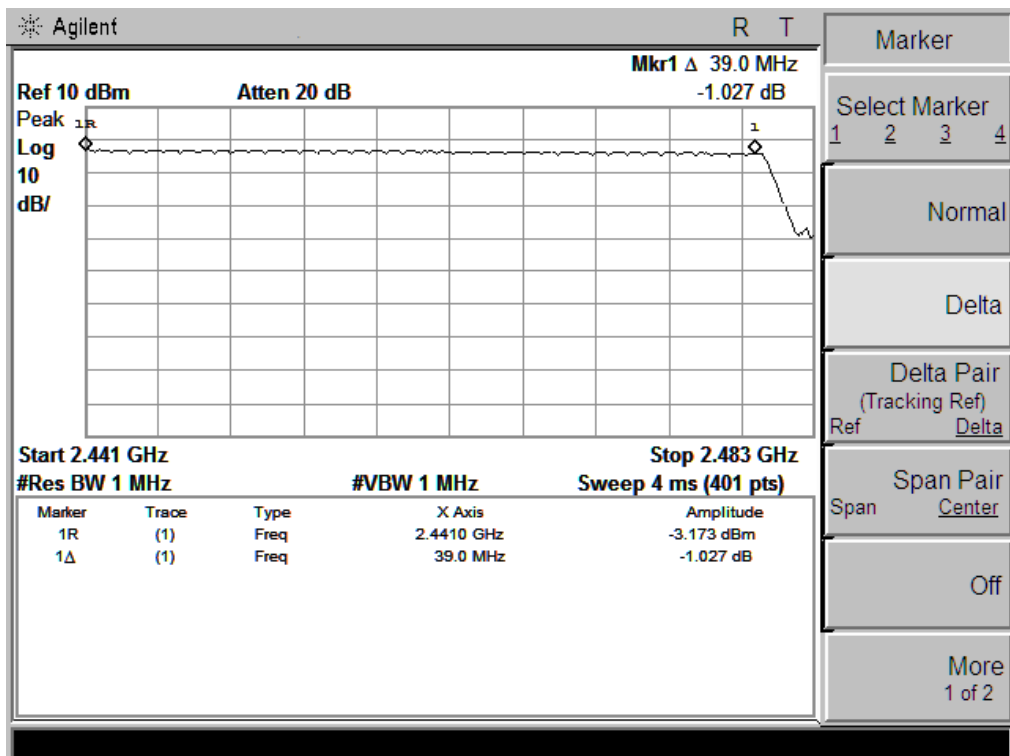 Agilent R T
Mkr1 Δ 39.0 MHz
Ref 10 dBm Atten 20 dB -1.027 dB
Peak
Log
10
dB/
1R
1
Start 2.441 GHz Stop 2.483 GHz
#Res BW 1 MHz #VBW 1 MHz Sweep 4 ms (401 pts)
Marker Trace Type X Axis Amplitude
1R (1) Freq 2.4410 GHz -3.173 dBm
1Δ (1) Freq 39.0 MHz -1.027 dB
Marker
Select Marker
1 2 3 4
Normal
Delta
Delta Pair
(Tracking Ref)
Ref Delta
Span Pair
Span Center
Off
More
1 of 2